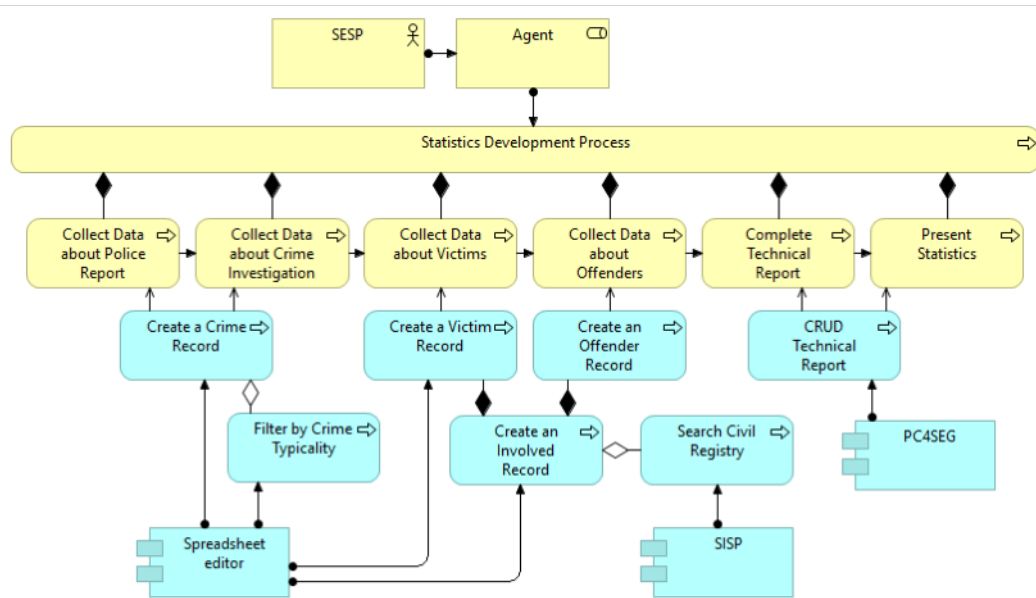 SESP
Agent
Statistics Development Process
Collect Data
about Police
Report
Collect Data
about Crime
Investigation
Collect Data
about Victims
Collect Data
about
Offenders
Complete
Technical
Report
Present
Statistics
Create a Crime
Record
Create a Victim
Record
Create an
Offender
Record
CRUD
Technical
Report
Filter by Crime
Typicality
Create an
Involved
Record
Search Civil
Registry
PC4SEG
Spreadsheet
editor
SISP